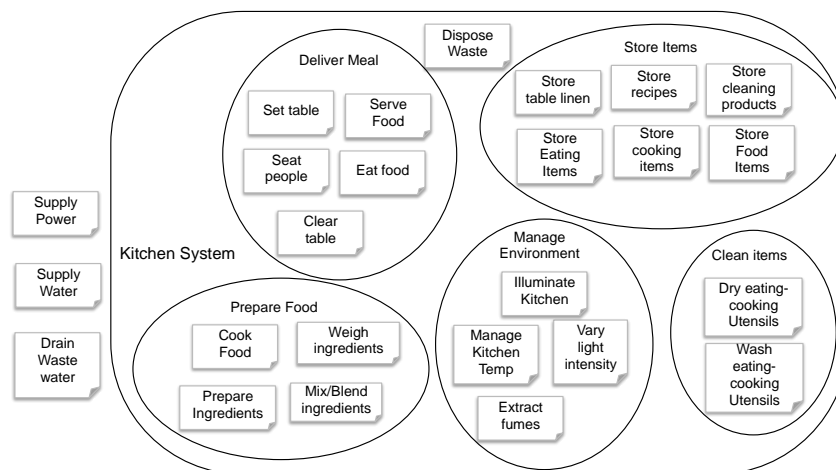 Dispose
Waste
Deliver Meal
Set table
Serve
Food
Seat
people
Eat food
Clear
table
Store Items
Store
table linen
Store
recipes
Store
cleaning
products
Store
Eating
Items
Store
cooking
items
Store
Food
Items
Supply
Power
Supply
Water
Drain
Waste
water
Kitchen System
Prepare Food
Cook
Food
Weigh
ingredients
Prepare
Ingredients
Mix/Blend
ingredients
Manage
Environment
Illuminate
Kitchen
Manage
Kitchen
Temp
Vary
light
intensity
Extract
fumes
Clean items
Dry eating-
cooking
Utensils
Wash
eating-
cooking
Utensils